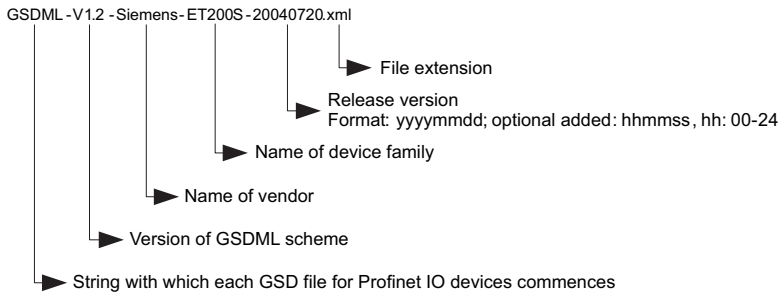 GSDML-V1.2-Siemens-ET200S-20040720.xml
File extension
Release version
Format: yyyymmdd; optional added: hhmmss, hh: 00-24
Name of device family
Name of vendor
Version of GSDML scheme
String with which each GSD file for Profinet IO devices commences